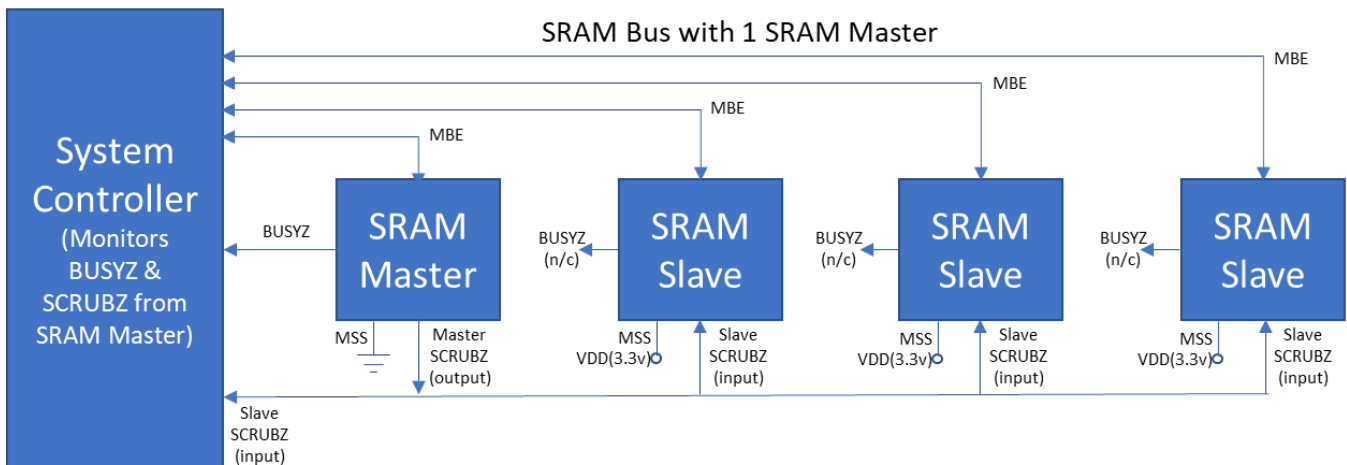 SRAM Bus with 1 SRAM Master
MBE
MBE
MBE
MBE
System
Controller
(Monitors
BUSYZ &
SCRUBZ from
SRAM Master)
BUSYZ
SRAM
Master
BUSYZ
(n/c)
SRAM
Slave
BUSYZ
(n/c)
SRAM
Slave
BUSYZ
(n/c)
SRAM
Slave
MSS
Master
SCRUBZ
(output)
MSS
VDD(3.3v)
Slave
SCRUBZ
(input)
MSS
VDD(3.3v)
Slave
SCRUBZ
(input)
MSS
VDD(3.3v)
Slave
SCRUBZ
(input)
Slave
SCRUBZ
(input)